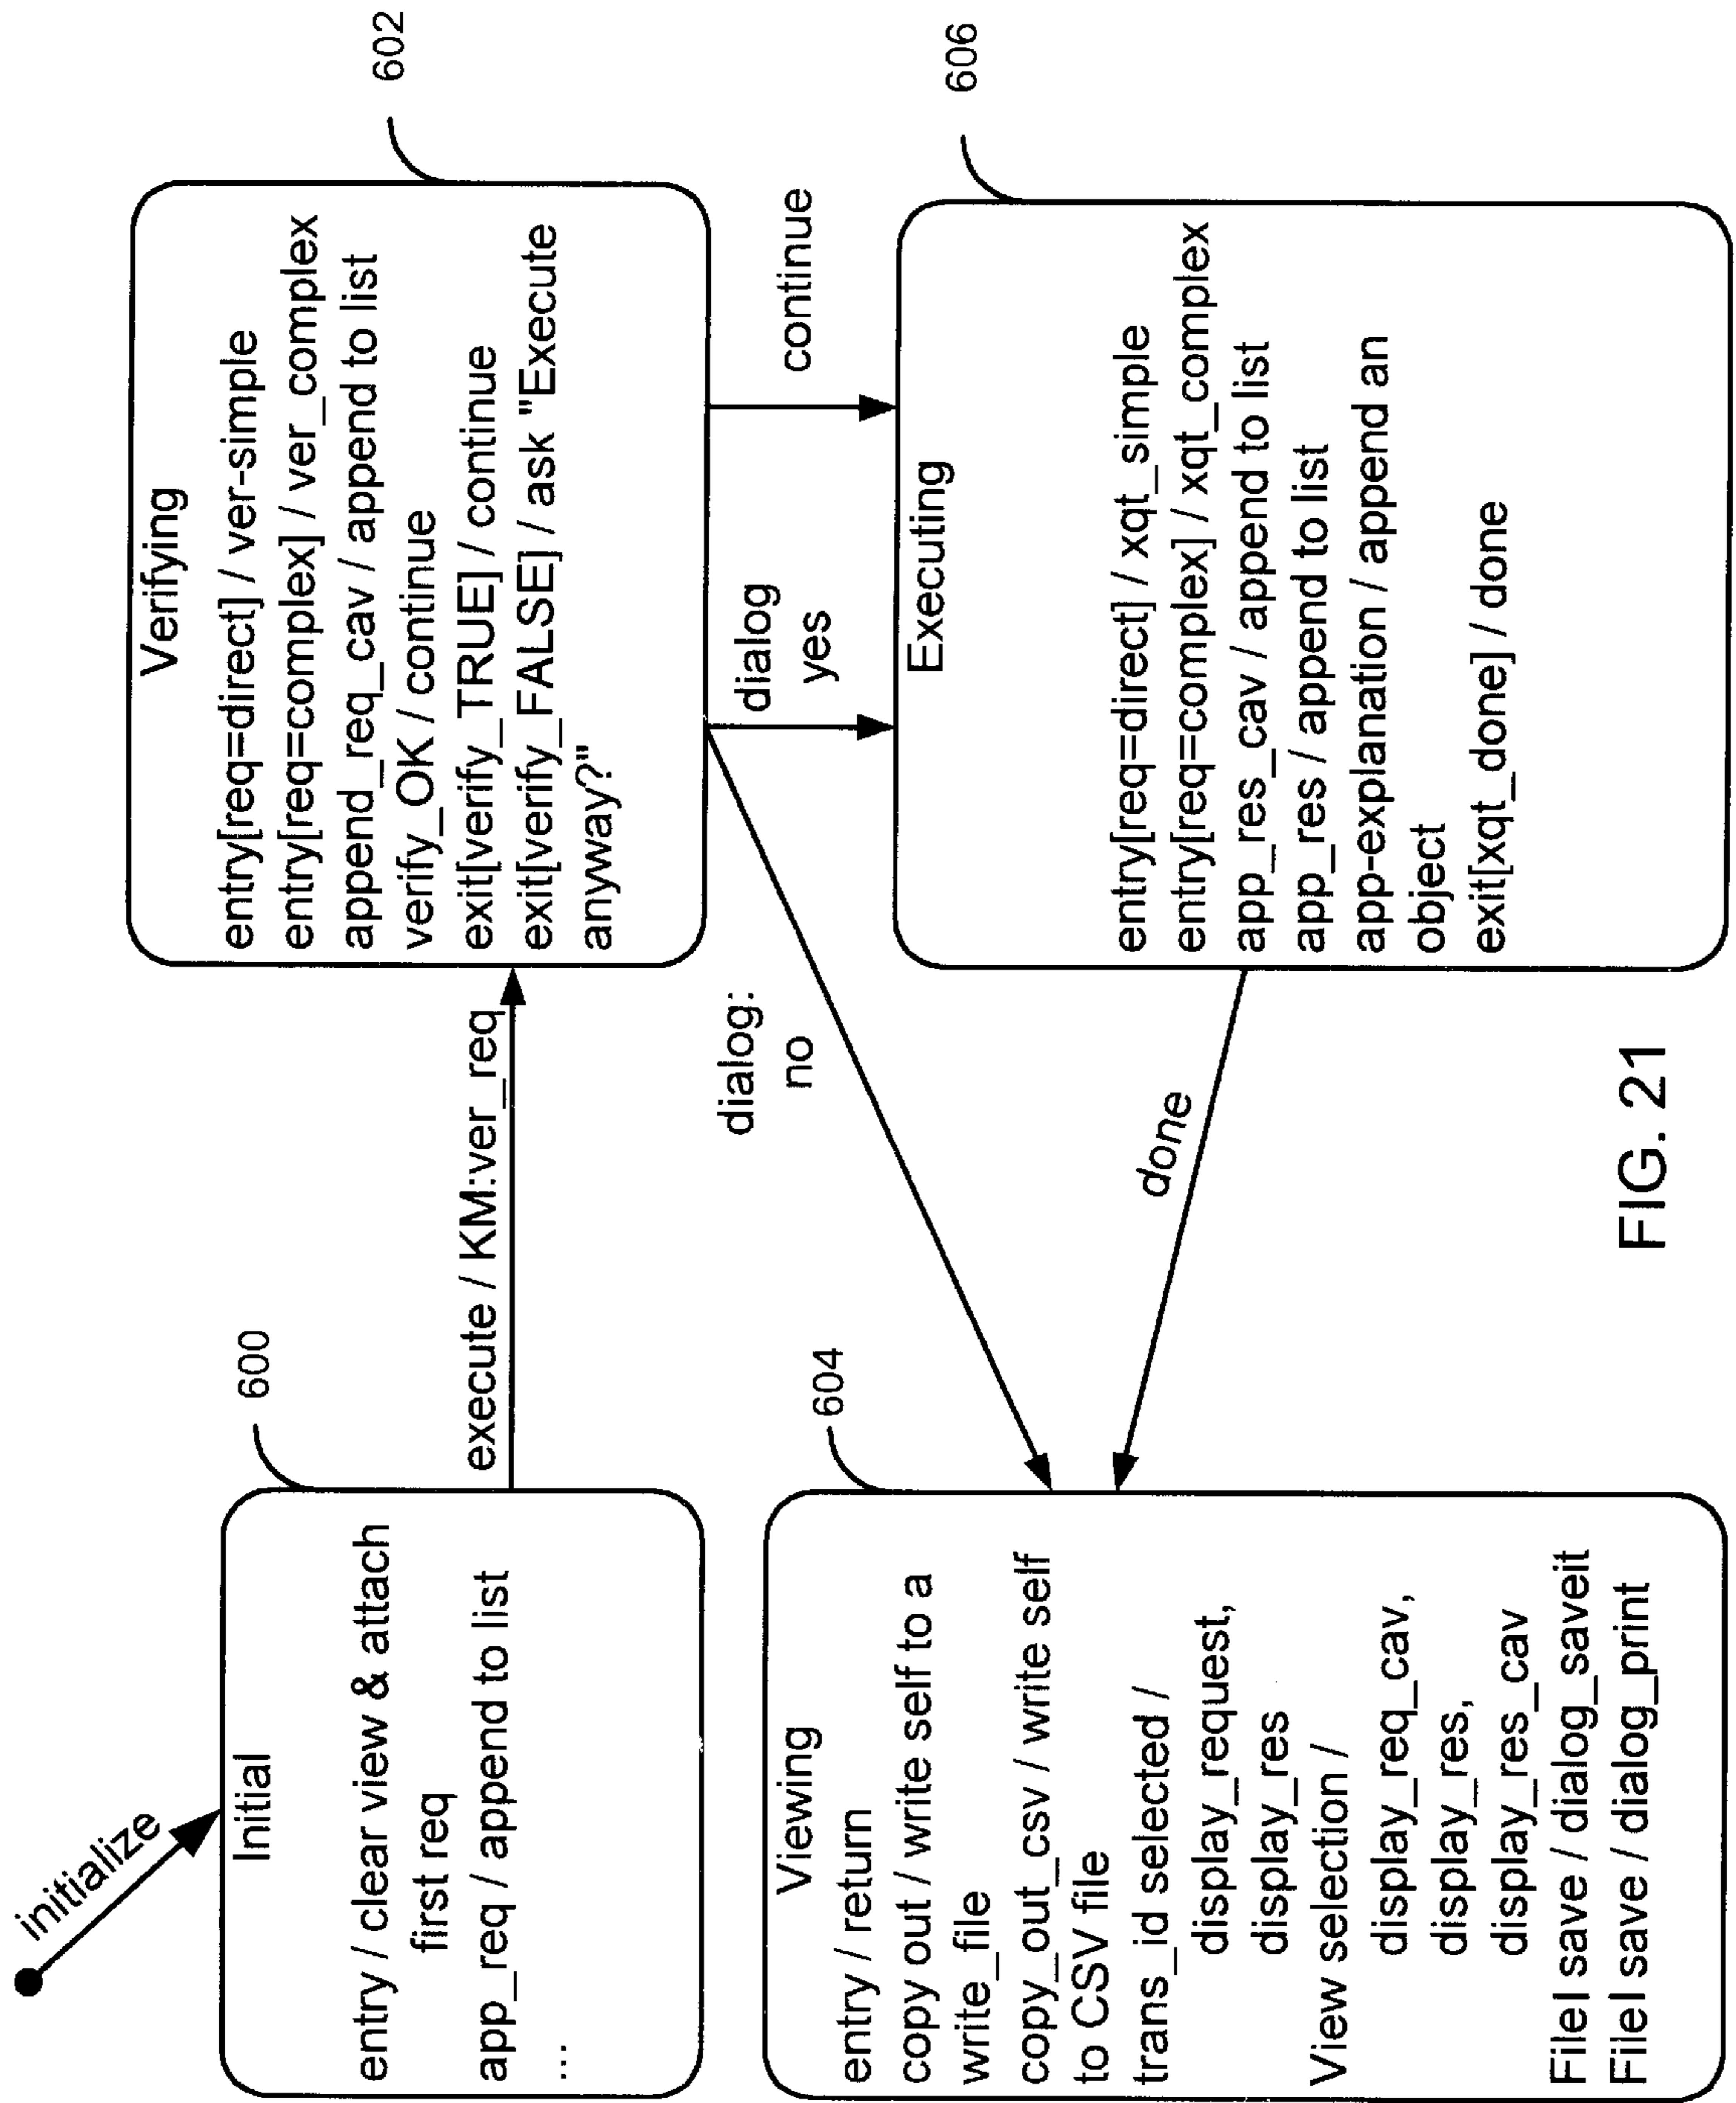 initialize
600
Initial
entry / clear view & attach
first req
app_req / append to list
...
execute / KM:ver_req
602
Verifying
entry[req=direct] / ver-simple
entry[req=complex] / ver_complex
append_req_cav / append to list
verify_OK / continue
exit[verify_TRUE] / continue
exit[verify_FALSE] / ask "Execute
anyway?"
dialog:
no
dialog
yes
continue
604
Viewing
entry / return
copy out / write self to a
write_file
copy_out_csv / write self
to CSV file
trans_id selected /
display_request,
display_res
View selection /
display_req_cav,
display_res,
display_res_cav
Filel save / dialog_saveit
Filel save / dialog_print
done
606
Executing
entry[req=direct] / xqt_simple
entry[req=complex] / xqt_complex
app_res_cav / append to list
app_res / append to list
app-explanation / append an
object
exit[xqt_done] / done
FIG. 21